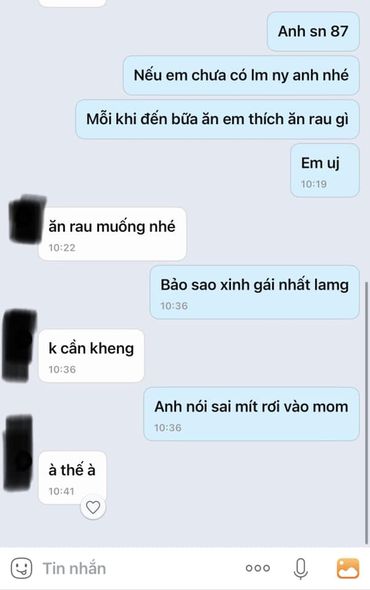 Anh sn 87
Nếu em chưa có lm ny anh nhé
Mỗi khi đến bữa ăn em thích ăn rau gì
Em uj
10:19
ăn rau muống nhé
10:22
Bảo sao xinh gái nhất lamg
10:36
k cần kheng
10:36
Anh nói sai mít rơi vào mom
10:36
à thế à
10:41
Tin nhắn